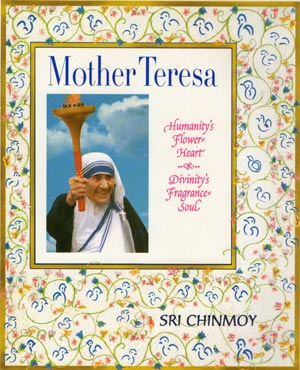 Mother Teresa
Humanity's
Flower-
Heart
&
Divinity's
Fragrance-
Soul
SRI CHINMOY